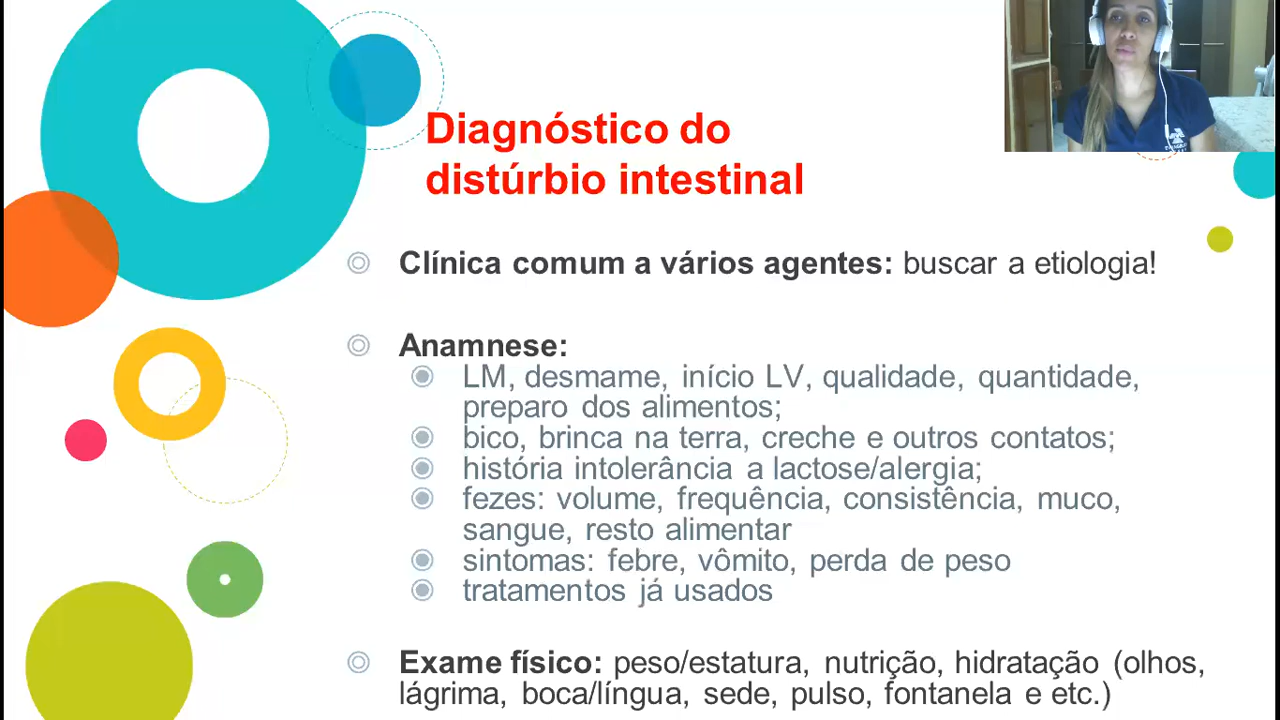 Diagnóstico do
distúrbio intestinal
Clínica comum a vários agentes: buscar a etiologia!
Anamnese:
LM, desmame, início LV, qualidade, quantidade,
preparo dos alimentos;
bico, brinca na terra, creche e outros contatos;
história intolerância a lactose/alergia;
fezes: volume, frequência, consistência, muco,
sangue, resto alimentar
sintomas: febre, vômito, perda de peso
tratamentos já usados
Exame físico: peso/estatura, nutrição, hidratação (olhos,
lágrima, boca/língua, sede, pulso, fontanela e etc.)